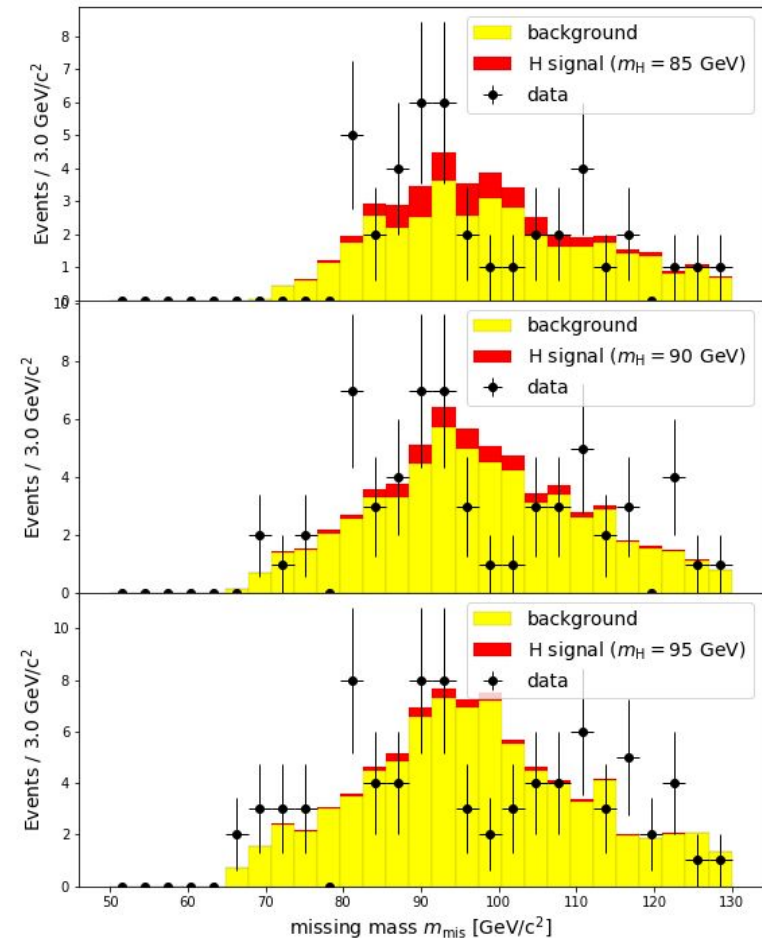 background
H signal (m_H = 85 GeV)
data
Events / 3.0 GeV/c²
8
7
6
5
4
3
2
1
0
background
H signal (m_H = 90 GeV)
data
Events / 3.0 GeV/c²
10
8
6
4
2
0
background
H signal (m_H = 95 GeV)
data
Events / 3.0 GeV/c²
10
8
6
4
2
0
50 60 70 80 90 100 110 120 130
missing mass m_mis [GeV/c²]